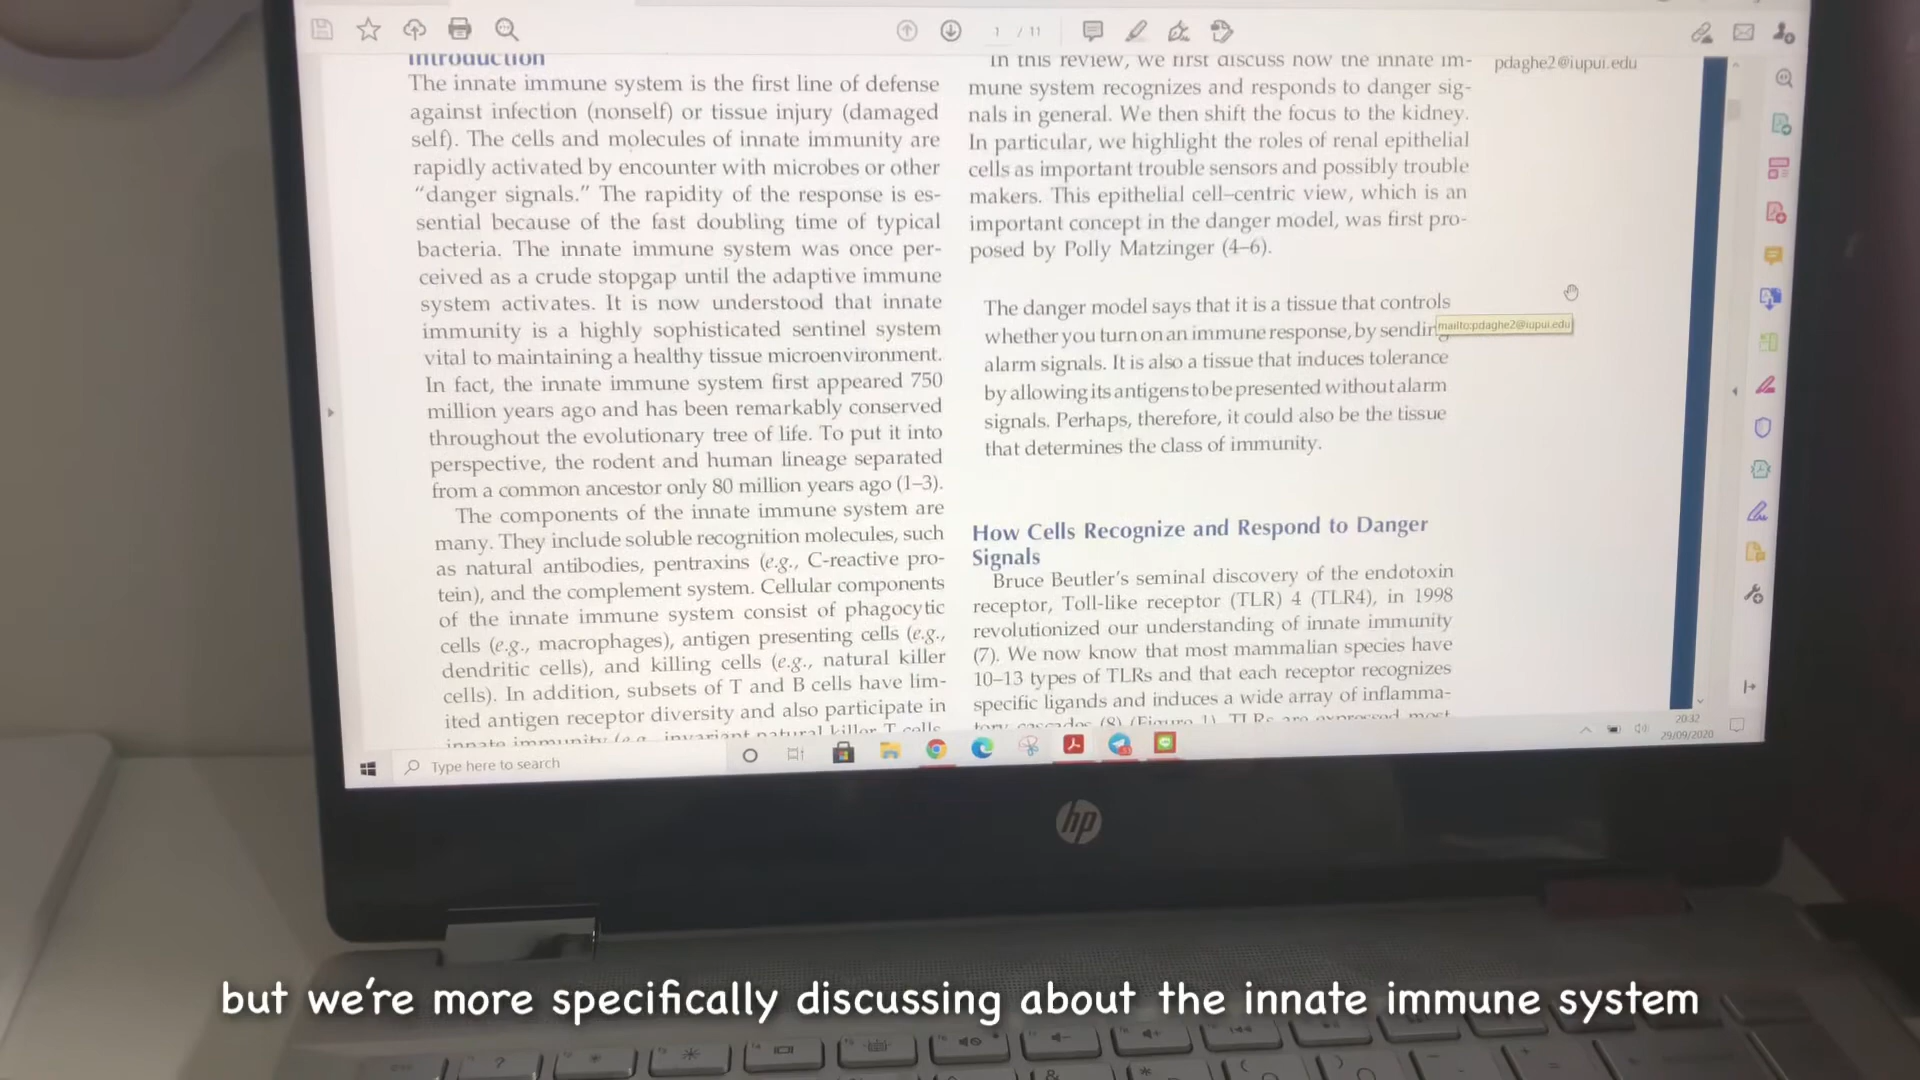 1 / 11
Introduction
The innate immune system is the first line of defense
against infection (nonself) or tissue injury (damaged
self). The cells and molecules of innate immunity are
rapidly activated by encounter with microbes or other
“danger signals.” The rapidity of the response is es-
sential because of the fast doubling time of typical
bacteria. The innate immune system was once per-
ceived as a crude stopgap until the adaptive immune
system activates. It is now understood that innate
immunity is a highly sophisticated sentinel system
vital to maintaining a healthy tissue microenvironment.
In fact, the innate immune system first appeared 750
million years ago and has been remarkably conserved
throughout the evolutionary tree of life. To put it into
perspective, the rodent and human lineage separated
from a common ancestor only 80 million years ago (1–3).
The components of the innate immune system are
many. They include soluble recognition molecules, such
as natural antibodies, pentraxins (e.g., C-reactive pro-
tein), and the complement system. Cellular components
of the innate immune system consist of phagocytic
cells (e.g., macrophages), antigen presenting cells (e.g.,
dendritic cells), and killing cells (e.g., natural killer
cells). In addition, subsets of T and B cells have lim-
ited antigen receptor diversity and also participate in
innate immunity (e.g., invariant natural killer T cells
In this review, we first discuss how the innate im-
mune system recognizes and responds to danger sig-
nals in general. We then shift the focus to the kidney.
In particular, we highlight the roles of renal epithelial
cells as important trouble sensors and possibly trouble
makers. This epithelial cell–centric view, which is an
important concept in the danger model, was first pro-
posed by Polly Matzinger (4–6).
The danger model says that it is a tissue that controls
whether you turn on an immune response, by sending
alarm signals. It is also a tissue that induces tolerance
by allowing its antigens to be presented without alarm
signals. Perhaps, therefore, it could also be the tissue
that determines the class of immunity.
How Cells Recognize and Respond to Danger
Signals
Bruce Beutler’s seminal discovery of the endotoxin
receptor, Toll-like receptor (TLR) 4 (TLR4), in 1998
revolutionized our understanding of innate immunity
(7). We now know that most mammalian species have
10–13 types of TLRs and that each receptor recognizes
specific ligands and induces a wide array of inflamma-
tory cascades (8) (Figure 1). TLRs are expressed most
pdaghe2@iupui.edu
mailto:pdaghe2@iupui.edu
Type here to search
20:32
29/09/2020
hp
but we're more specifically discussing about the innate immune system